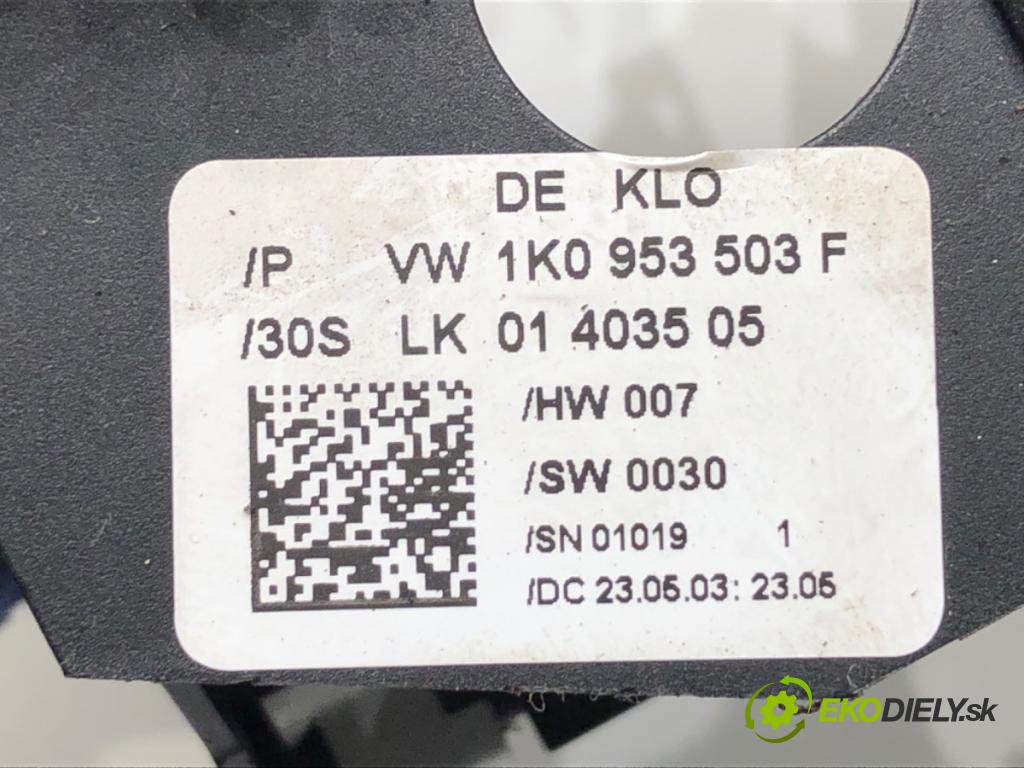 DE KLO
/P VW 1K0 953 503 F
/30S LK 01 4035 05
/HW 007
/SW 0030
/SN 01019 1
/DC 23.05.03: 23.05
EKODIELY.sk